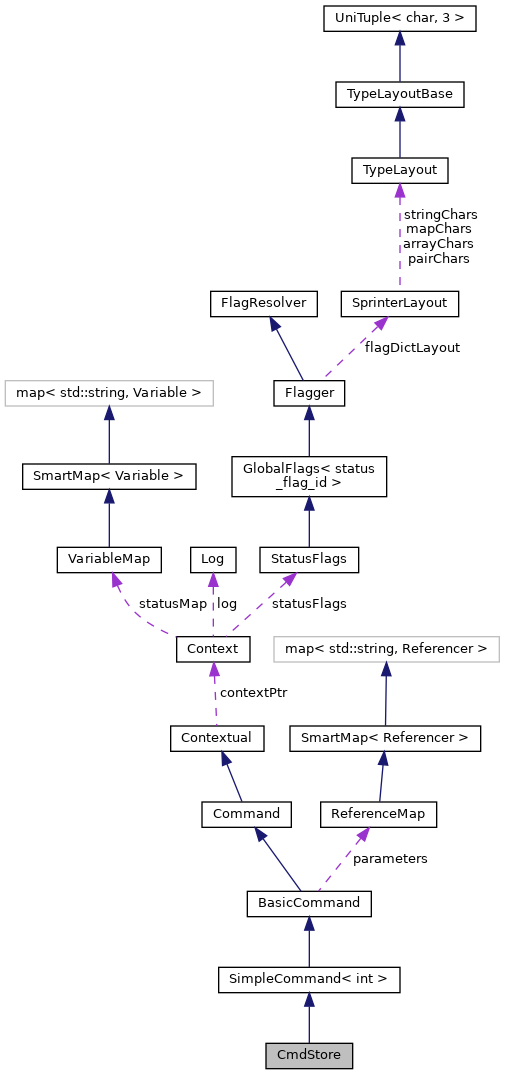 UniTuple< char, 3 >
TypeLayoutBase
TypeLayout
stringChars
mapChars
arrayChars
pairChars
FlagResolver
SprinterLayout
flagDictLayout
map< std::string, Variable >
Flagger
SmartMap< Variable >
GlobalFlags< status
_flag_id >
VariableMap
Log
StatusFlags
statusMap
log
statusFlags
Context
map< std::string, Referencer >
contextPtr
Contextual
SmartMap< Referencer >
Command
ReferenceMap
parameters
BasicCommand
SimpleCommand< int >
CmdStore